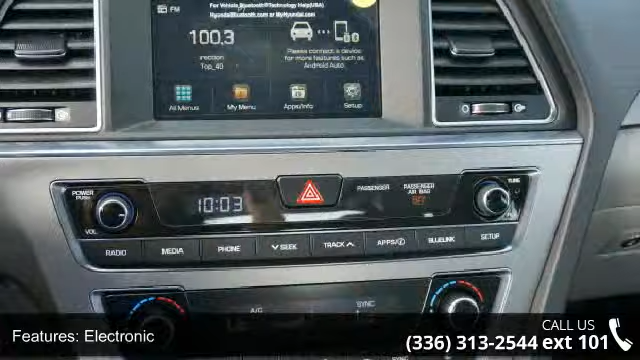 FM
For Vehicle Bluetooth/Technology Help(USA)
HyundaiBluetooth.com or MyHyundai.com
100.3
Please connect a device
for more features such as
Android Auto.
Top_40
All Menus
My Menu
Apps/Info
Setup
POWER
PUSH
VOL
10:03
PASSENGER
PASSENGER
AIR BAG
TUNE
RADIO
MEDIA
PHONE
SEEK
TRACK
APPS/i
BLUELINK
SETUP
A/C
SYNC
SYNC
Features: Electronic
CALL US
(336) 313-2544 ext 101